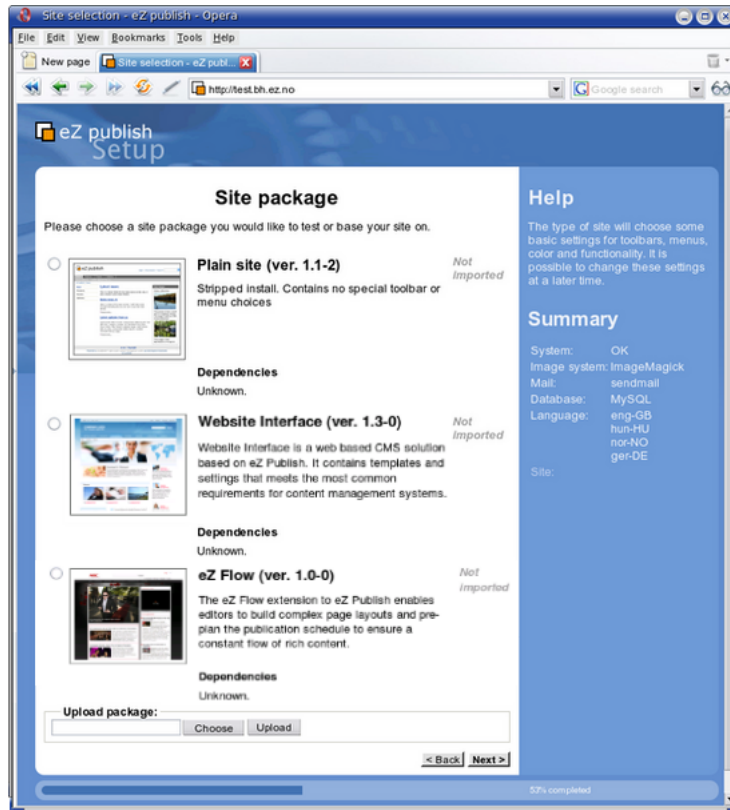 Site selection - eZ publish - Opera
File Edit View Bookmarks Tools Help
New page
Site selection - eZ publ...
http://test.bh.ez.no
Google search
eZ publish
Setup
Site package
Please choose a site package you would like to test or base your site on.
Plain site (ver. 1.1-2)
Not
Imported
Stripped install. Contains no special toolbar or
menu choices
Dependencies
Unknown.
Website Interface (ver. 1.3-0)
Not
Imported
Website Interface is a web based CMS solution
based on eZ Publish. It contains templates and
settings that meets the most common
requirements for content management systems.
Dependencies
Unknown.
eZ Flow (ver. 1.0-0)
Not
imported
The eZ Flow extension to eZ Publish enables
editors to build complex page layouts and pre-
plan the publication schedule to ensure a
constant flow of rich content.
Dependencies
Unknown.
Upload package:
Choose Upload
< Back Next >
Help
The type of site will choose some
basic settings for toolbars, menus,
color and functionality. It is
possible to change these settings
at a later time.
Summary
System: OK
Image system: ImageMagick
Mail: sendmail
Database: MySQL
Language: eng-GB
hun-HU
nor-NO
ger-DE
Site:
53% completed